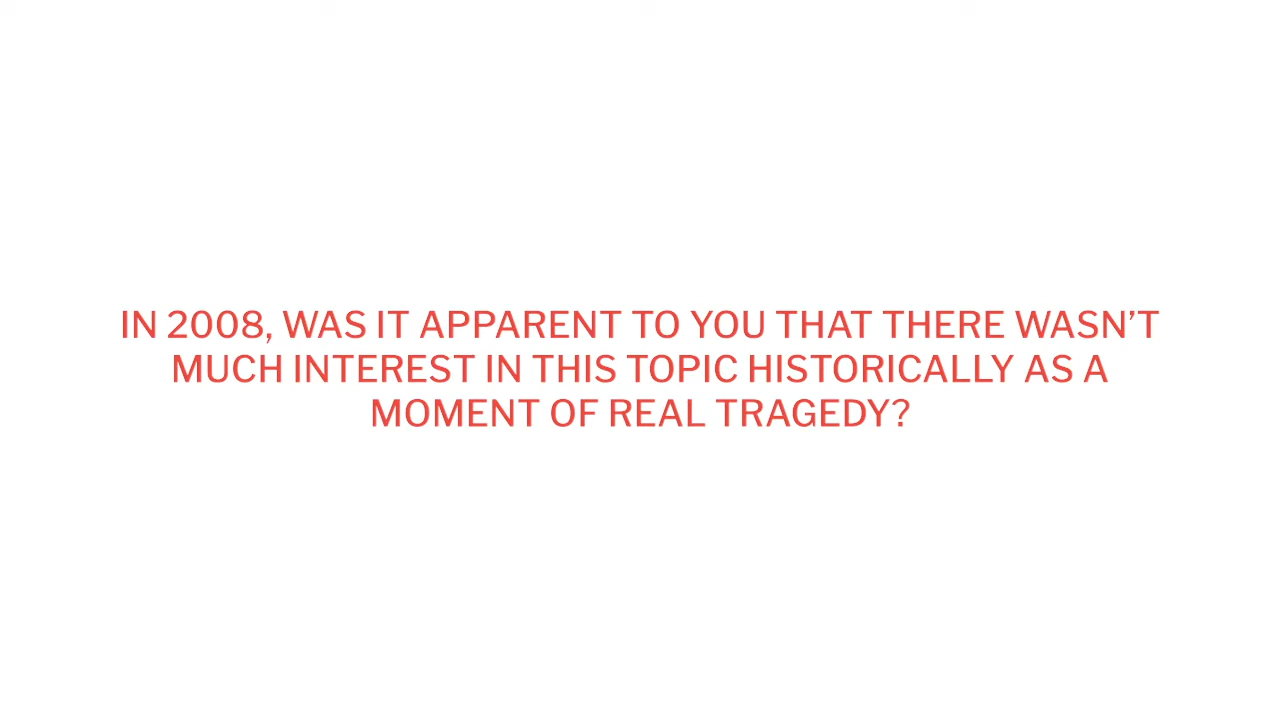 IN 2008, WAS IT APPARENT TO YOU THAT THERE WASN’T
MUCH INTEREST IN THIS TOPIC HISTORICALLY AS A
MOMENT OF REAL TRAGEDY?